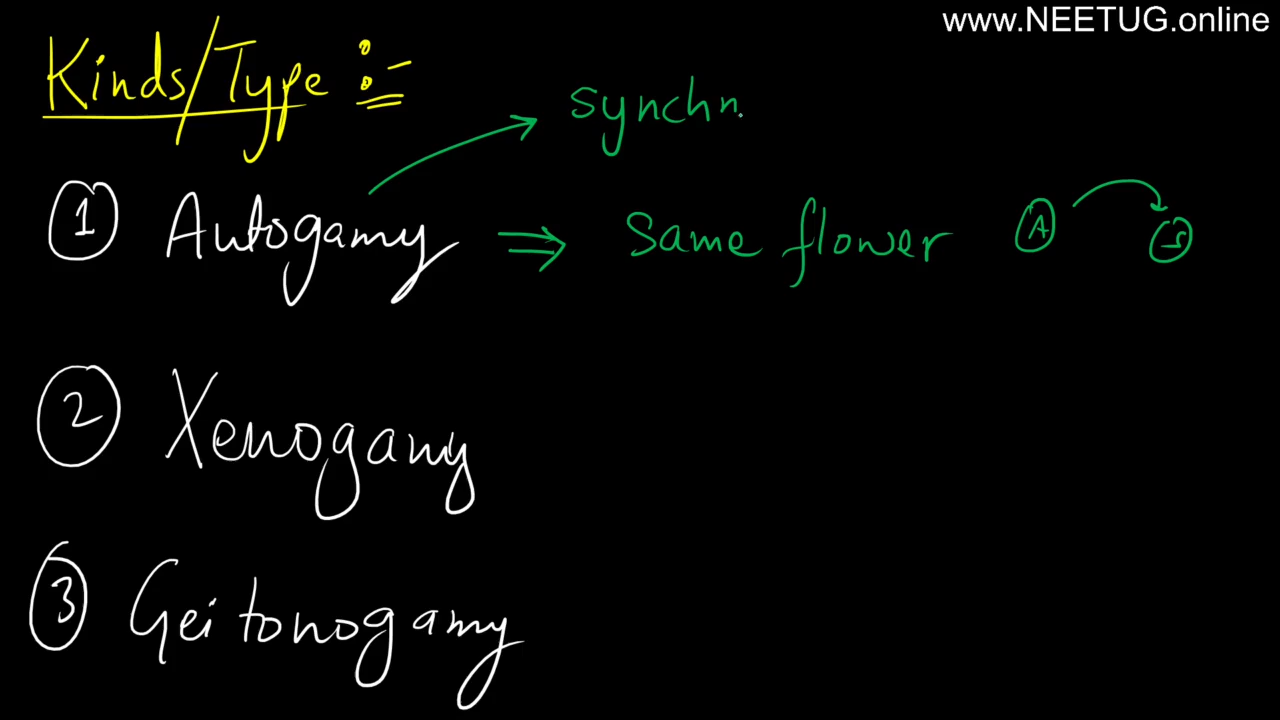 www.NEETUG.online
Kinds/Type :-
synchn
① Autogamy ⇒ Same flower Ⓐ Ⓢ
② Xenogamy
③ Geitonogamy